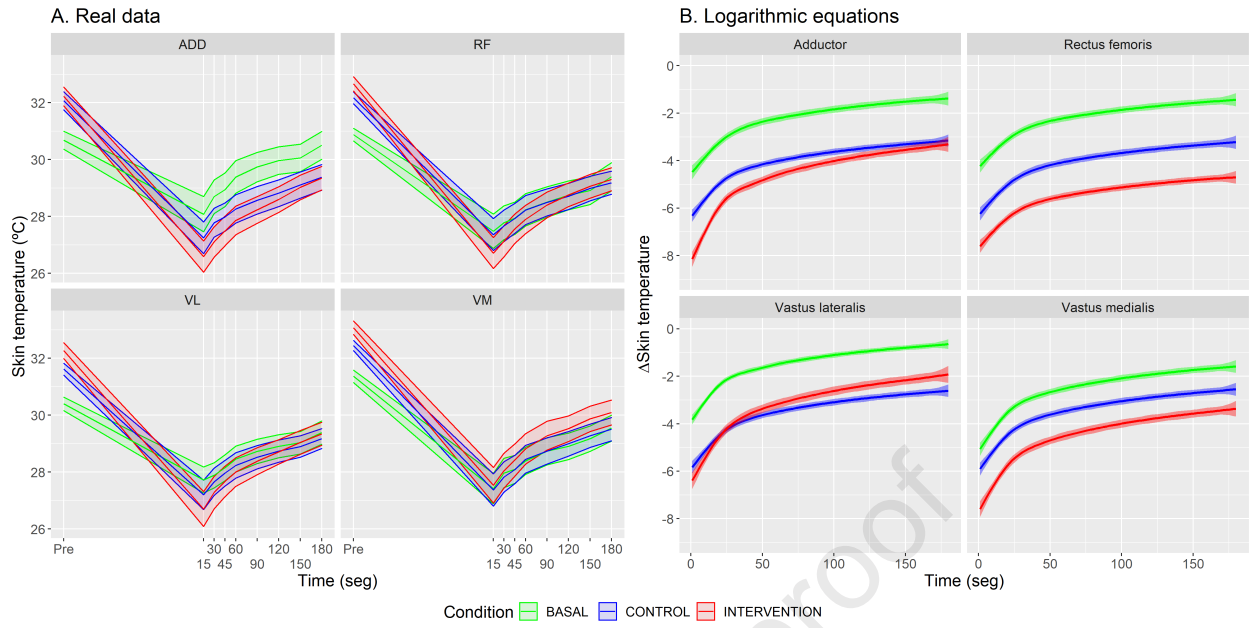 A. Real data
ADD
RF
32
30
28
26
VL
VM
32
30
28
26
Skin temperature (ºC)
Pre
15
30
45
60
90
120
150
180
Pre
15
30
45
60
90
120
150
180
Time (seg)
B. Logarithmic equations
Adductor
Rectus femoris
0
-2
-4
-6
-8
Vastus lateralis
Vastus medialis
0
-2
-4
-6
-8
ΔSkin temperature
0
50
100
150
0
50
100
150
Time (seg)
Condition BASAL CONTROL INTERVENTION
proof